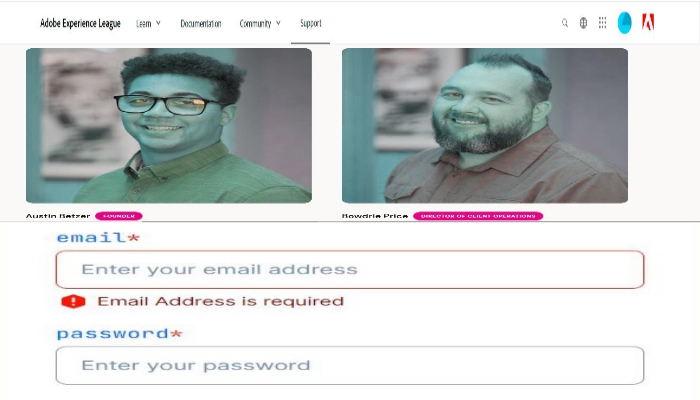 Adobe Experience League Learn Documentation Community Support
Austin Betzer FOUNDER
Bowdrie Price DIRECTOR OF CLIENT OPERATIONS
email*
Enter your email address
Email Address is required
password*
Enter your password